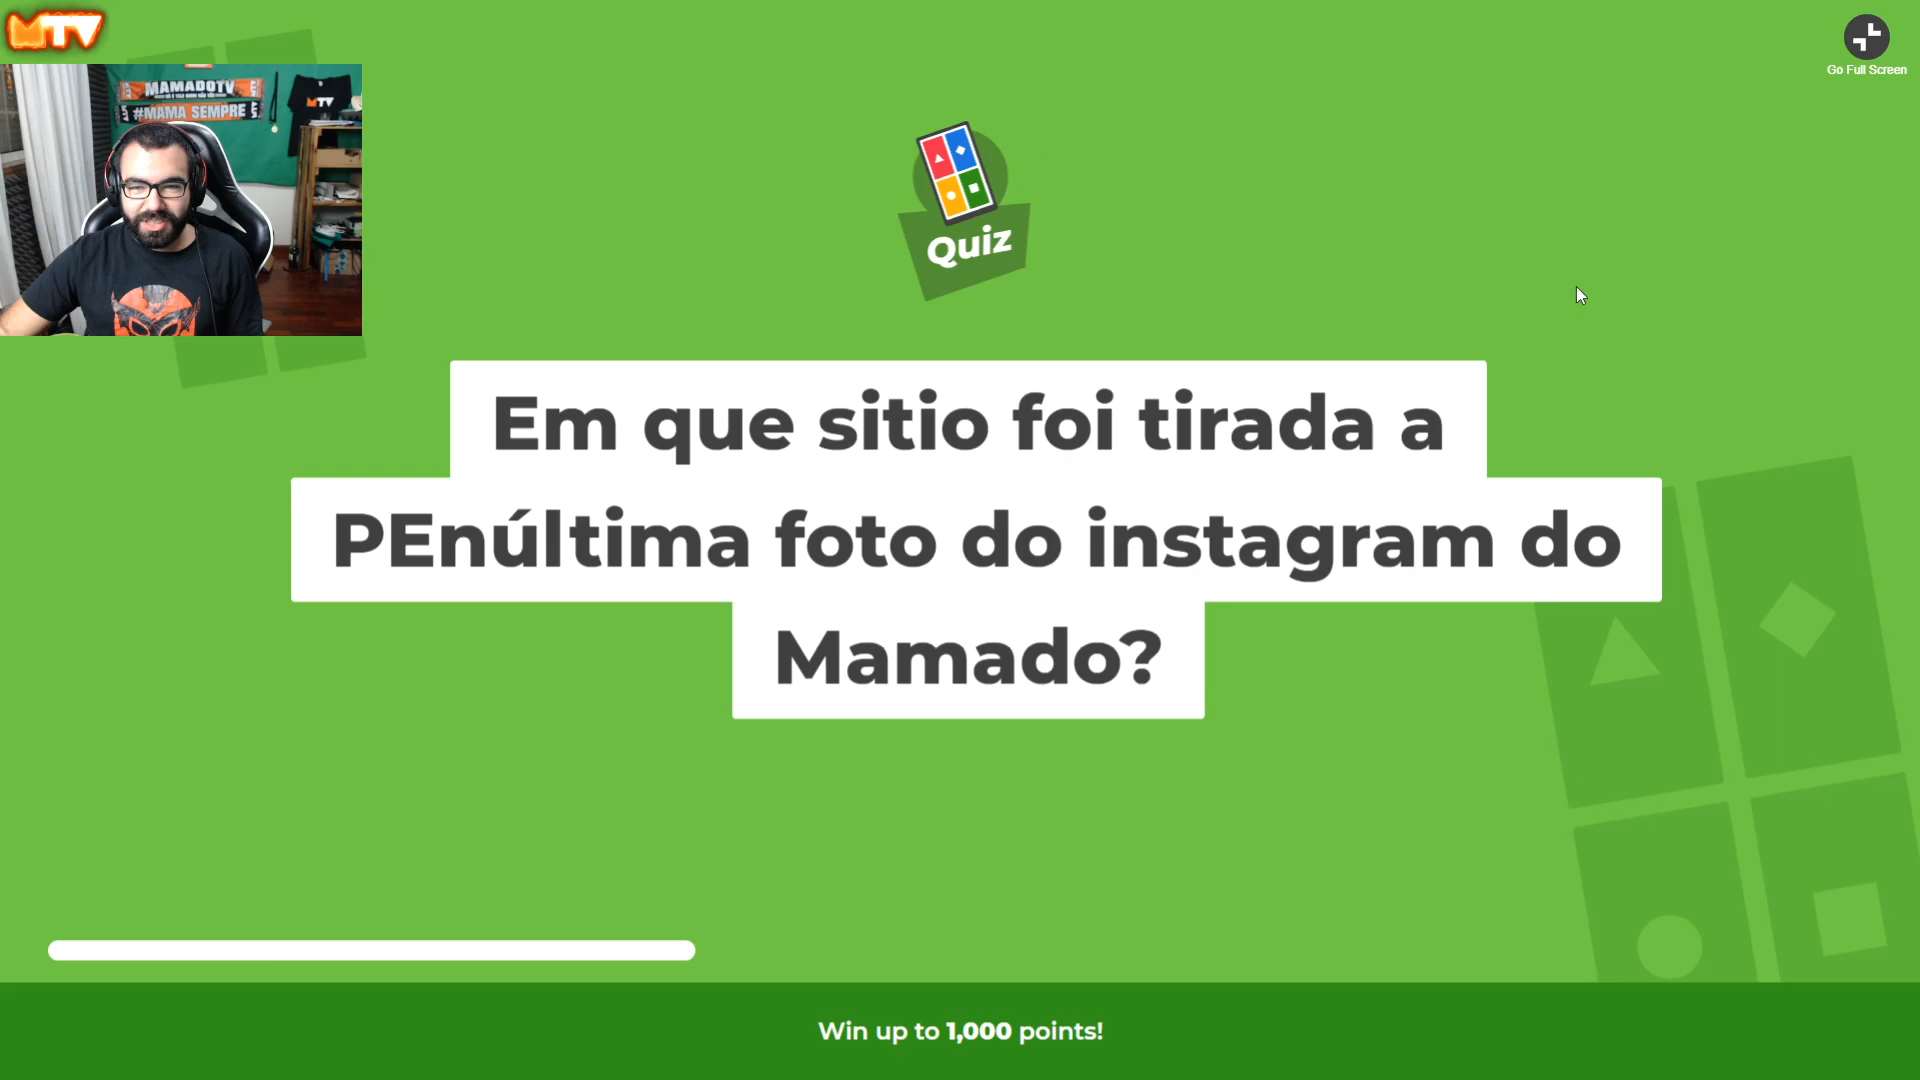 MTV
Go Full Screen
MAMADOTV
#MAMA SEMPRE
MTV
Quiz
Em que sitio foi tirada a
PEnúltima foto do instagram do
Mamado?
Win up to 1,000 points!